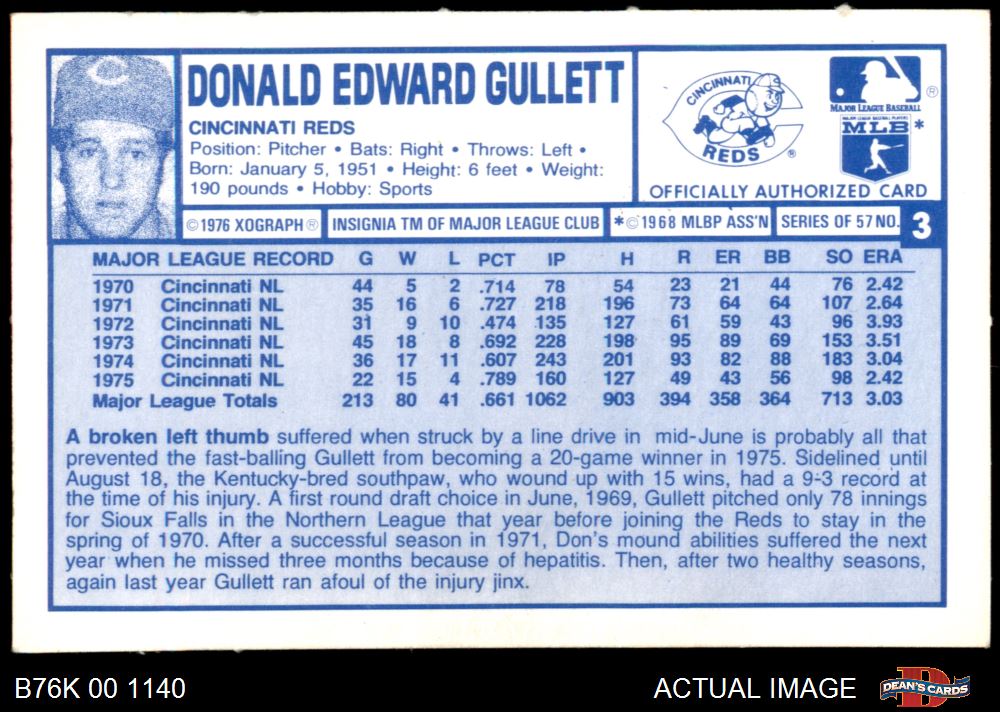 DONALD EDWARD GULLETT
CINCINNATI REDS
Position: Pitcher • Bats: Right • Throws: Left •
Born: January 5, 1951 • Height: 6 feet • Weight:
190 pounds • Hobby: Sports
CINCINNATI
REDS ®
MAJOR LEAGUE BASEBALL ®
MAJOR LEAGUE BASEBALL PLAYERS
MLB *
OFFICIALLY AUTHORIZED CARD
©1976 XOGRAPH® INSIGNIA TM OF MAJOR LEAGUE CLUB *©1968 MLBP ASS'N SERIES OF 57 NO. 3
MAJOR LEAGUE RECORD G W L PCT IP H R ER BB SO ERA
1970 Cincinnati NL 44 5 2 .714 78 54 23 21 44 76 2.42
1971 Cincinnati NL 35 16 6 .727 218 196 73 64 64 107 2.64
1972 Cincinnati NL 31 9 10 .474 135 127 61 59 43 96 3.93
1973 Cincinnati NL 45 18 8 .692 228 198 95 89 69 153 3.51
1974 Cincinnati NL 36 17 11 .607 243 201 93 82 88 183 3.04
1975 Cincinnati NL 22 15 4 .789 160 127 49 43 56 98 2.42
Major League Totals 213 80 41 .661 1062 903 394 358 364 713 3.03
A broken left thumb suffered when struck by a line drive in mid-June is probably all that
prevented the fast-balling Gullett from becoming a 20-game winner in 1975. Sidelined until
August 18, the Kentucky-bred southpaw, who wound up with 15 wins, had a 9-3 record at
the time of his injury. A first round draft choice in June, 1969, Gullett pitched only 78 innings
for Sioux Falls in the Northern League that year before joining the Reds to stay in the
spring of 1970. After a successful season in 1971, Don's mound abilities suffered the next
year when he missed three months because of hepatitis. Then, after two healthy seasons,
again last year Gullett ran afoul of the injury jinx.
B76K 00 1140 ACTUAL IMAGE DEAN'S CARDS